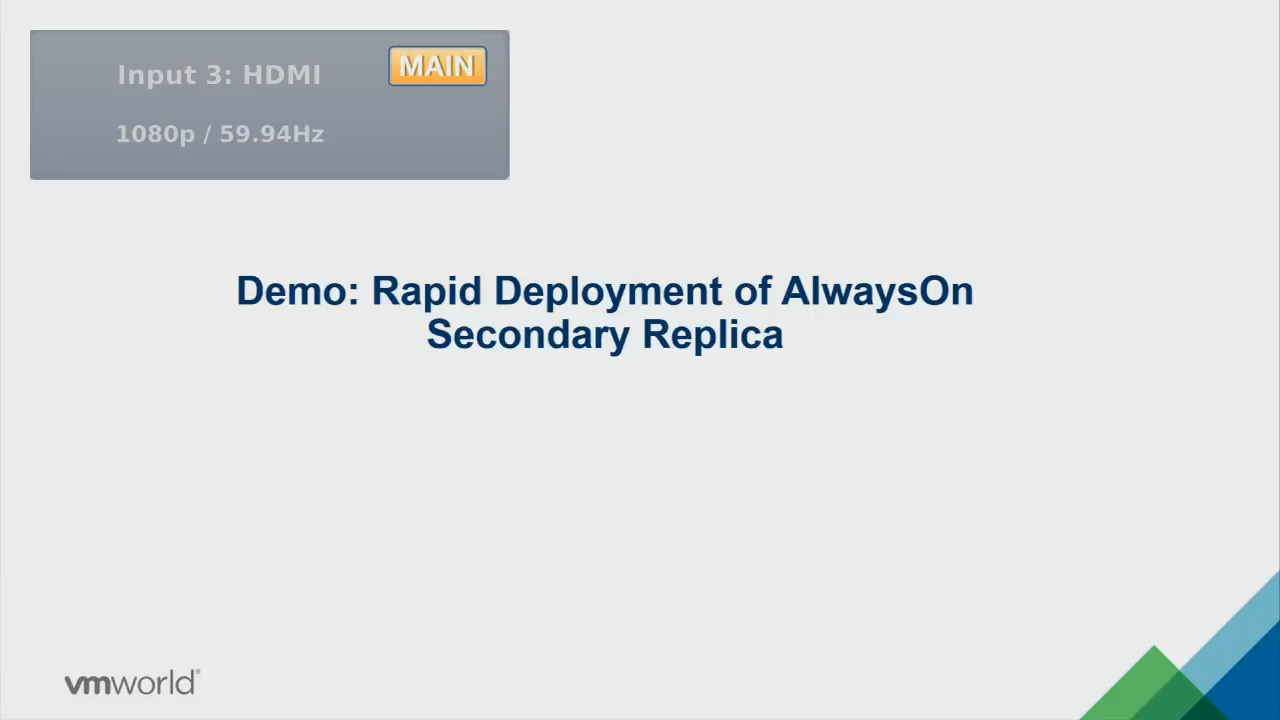 Input 3: HDMI
MAIN
1080p / 59.94Hz
Demo: Rapid Deployment of AlwaysOn
Secondary Replica
vmworld®